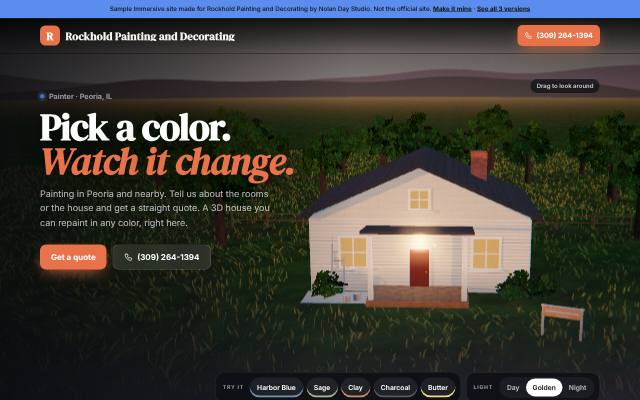 Sample Immersive site made for Rockhold Painting and Decorating by Nolan Day Studio. Not the official site. Make it mine · See all 3 versions
R Rockhold Painting and Decorating
(309) 264-1394
Drag to look around
Painter · Peoria, IL
Pick a color.
Watch it change.
Painting in Peoria and nearby. Tell us about the rooms
or the house and get a straight quote. A 3D house you
can repaint in any color, right here.
Get a quote
(309) 264-1394
TRY IT Harbor Blue Sage Clay Charcoal Butter
LIGHT Day Golden Night